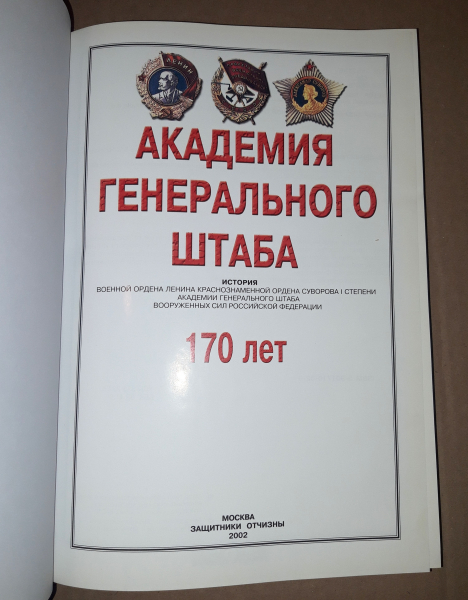 ЛЕНИН
АКАДЕМИЯ
ГЕНЕРАЛЬНОГО
ШТАБА
ИСТОРИЯ
ВОЕННОЙ ОРДЕНА ЛЕНИНА КРАСНОЗНАМЕННОЙ ОРДЕНА СУВОРОВА I СТЕПЕНИ
АКАДЕМИИ ГЕНЕРАЛЬНОГО ШТАБА
ВООРУЖЕННЫХ СИЛ РОССИЙСКОЙ ФЕДЕРАЦИИ
170 лет
МОСКВА
ЗАЩИТНИКИ ОТЧИЗНЫ
2002